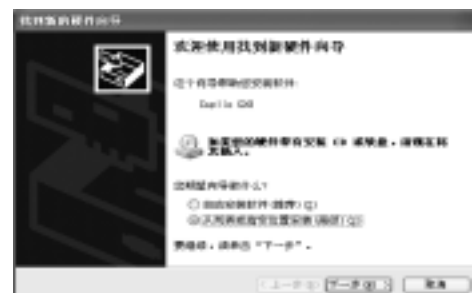 找到新的硬件向导
欢迎使用找到新硬件向导
这个向导帮助您安装软件:
Caplio GX8
如果您的硬件带有安装 CD 或软盘，请现在将
其插入。
您期望向导做什么?
自动安装软件(推荐)(I)
从列表或指定位置安装(高级)(S)
要继续，请单击“下一步”。
<上一步(B) 下一步(N)> 取消